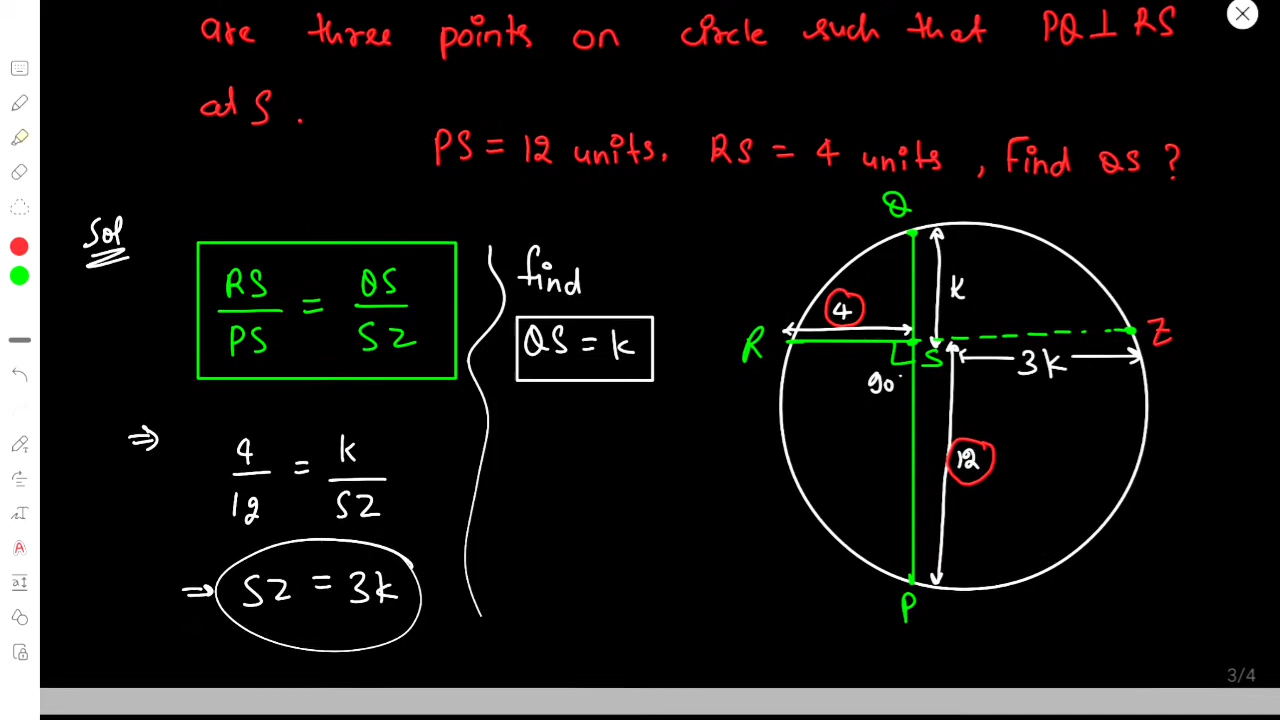 are three points on circle such that PQ ⊥ RS
at S .
PS = 12 units. RS = 4 units , Find QS ?
Sol
RS/PS = QS/SZ
find
QS = k
⇒ 4/12 = k/SZ
⇒ SZ = 3k
Q
k
4
R
S
Z
3k
90°
12
P
3/4